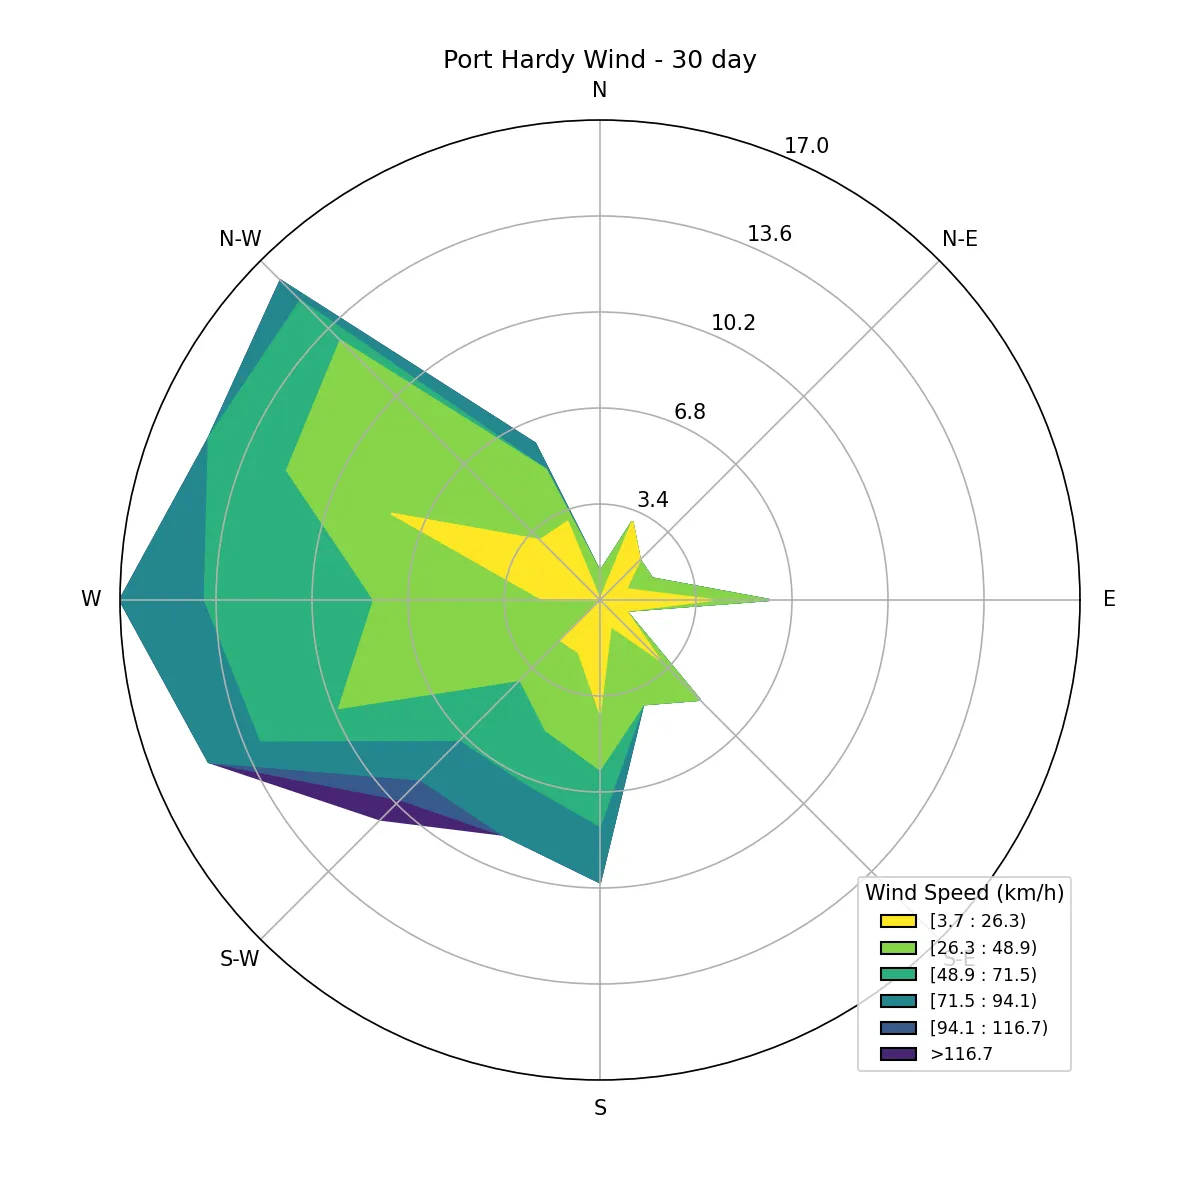 Port Hardy Wind - 30 day
N
17.0
13.6
N-W
N-E
10.2
6.8
3.4
W
E
S-W
S-E
S
Wind Speed (km/h)
[3.7 : 26.3)
[26.3 : 48.9)
[48.9 : 71.5)
[71.5 : 94.1)
[94.1 : 116.7)
>116.7